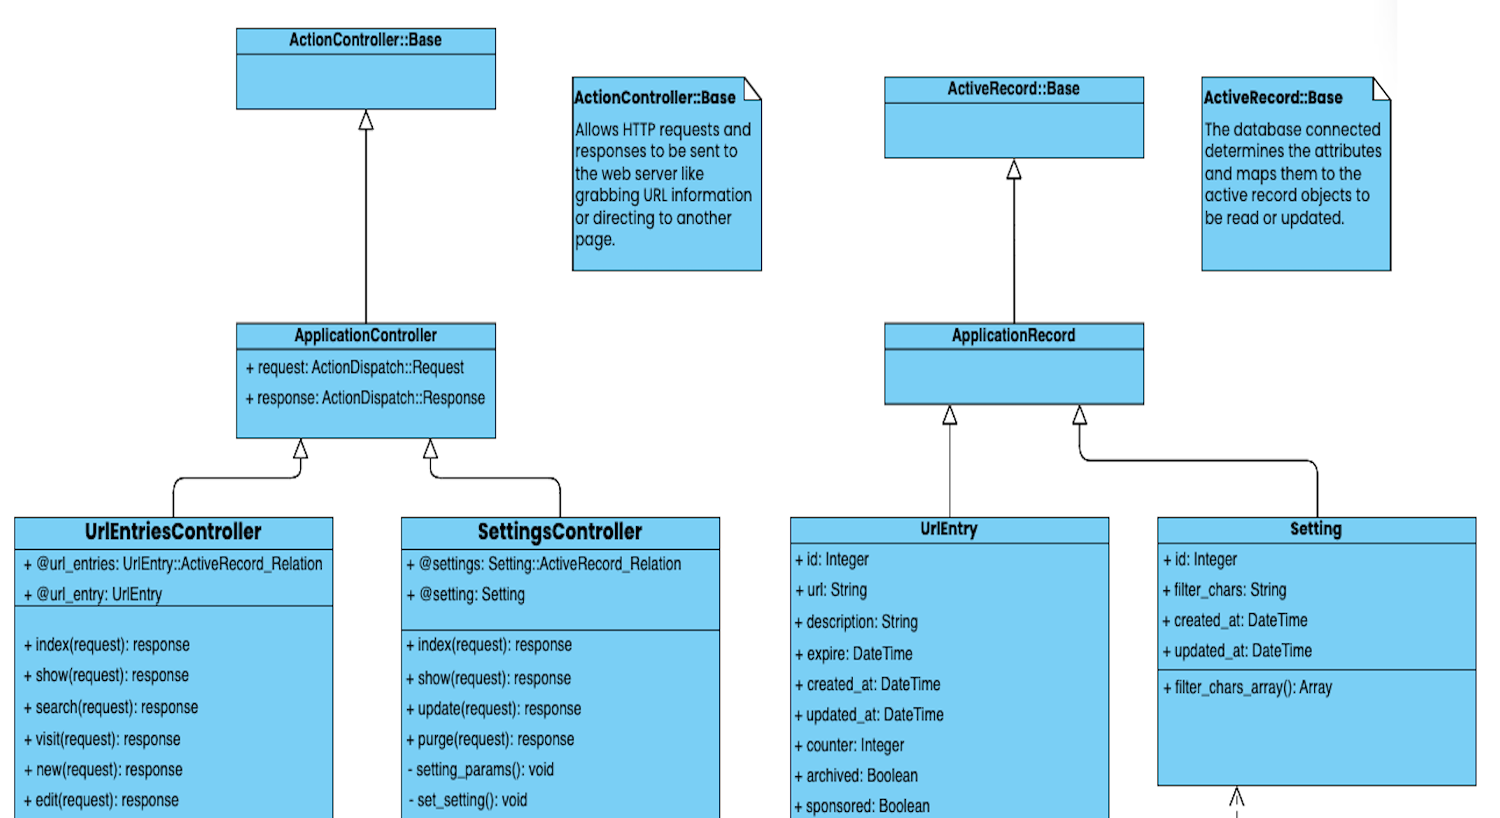 ActionController::Base
ActionController::Base
Allows HTTP requests and
responses to be sent to
the web server like
grabbing URL information
or directing to another
page.
ActiveRecord::Base
ActiveRecord::Base
The database connected
determines the attributes
and maps them to the
active record objects to
be read or updated.
ApplicationController
+ request: ActionDispatch::Request
+ response: ActionDispatch::Response
ApplicationRecord
UrlEntriesController
+ @url_entries: UrlEntry::ActiveRecord_Relation
+ @url_entry: UrlEntry
+ index(request): response
+ show(request): response
+ search(request): response
+ visit(request): response
+ new(request): response
+ edit(request): response
SettingsController
+ @settings: Setting::ActiveRecord_Relation
+ @setting: Setting
+ index(request): response
+ show(request): response
+ update(request): response
+ purge(request): response
- setting_params(): void
- set_setting(): void
UrlEntry
+ id: Integer
+ url: String
+ description: String
+ expire: DateTime
+ created_at: DateTime
+ updated_at: DateTime
+ counter: Integer
+ archived: Boolean
+ sponsored: Boolean
Setting
+ id: Integer
+ filter_chars: String
+ created_at: DateTime
+ updated_at: DateTime
+ filter_chars_array(): Array